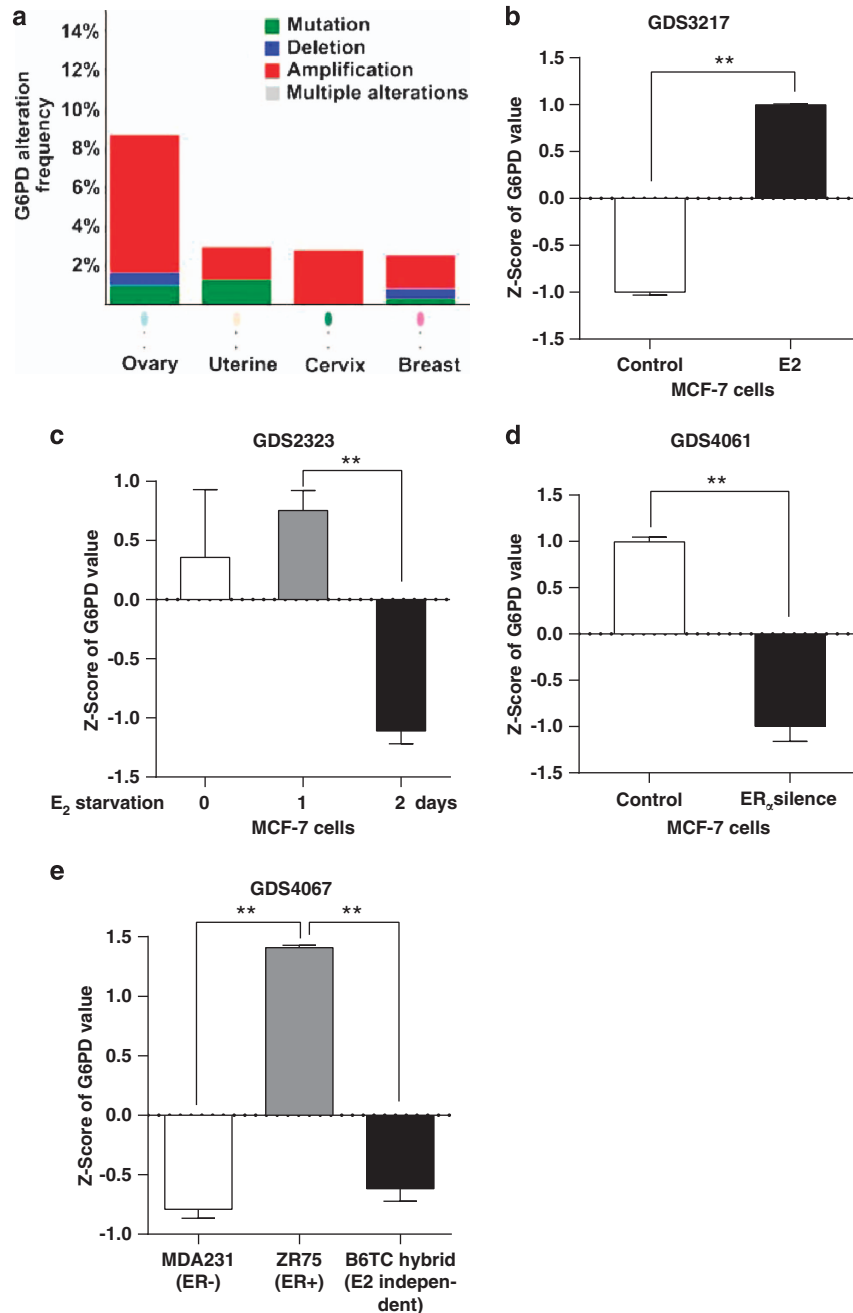 a
G6PD alteration
frequency
14%
12%
10%
8%
6%
4%
2%
Mutation
Deletion
Amplification
Multiple alterations
Ovary Uterine Cervix Breast
b
GDS3217
**
Z-Score of G6PD value
1.5
1.0
0.5
0.0
-0.5
-1.0
-1.5
Control E2
MCF-7 cells
c
GDS2323
**
Z-Score of G6PD value
1.0
0.5
0.0
-0.5
-1.0
-1.5
E₂ starvation 0 1 2 days
MCF-7 cells
d
GDS4061
**
Z-Score of G6PD value
1.5
1.0
0.5
0.0
-0.5
-1.0
-1.5
Control ERαsilence
MCF-7 cells
e
GDS4067
** **
Z-Score of G6PD value
1.5
1.0
0.5
0.0
-0.5
-1.0
MDA231 ZR75 B6TC hybrid
(ER-) (ER+) (E2 indepen-
dent)